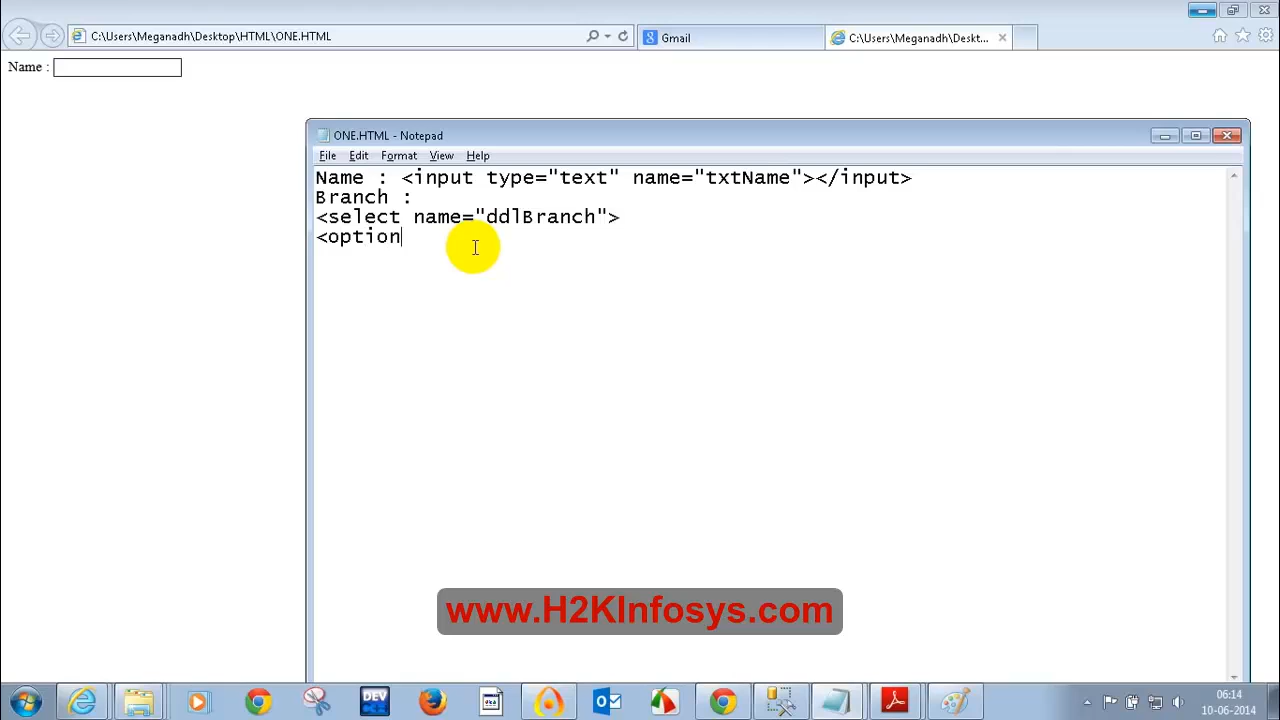 C:\Users\Meganadh\Desktop\HTML\ONE.HTML
Gmail
C:\Users\Meganadh\Deskt...
Name :
ONE.HTML - Notepad
File Edit Format View Help
Name : <input type="text" name="txtName"></input>
Branch :
<select name="ddlBranch">
<option
www.H2KInfosys.com
DEV
06:14
10-06-2014